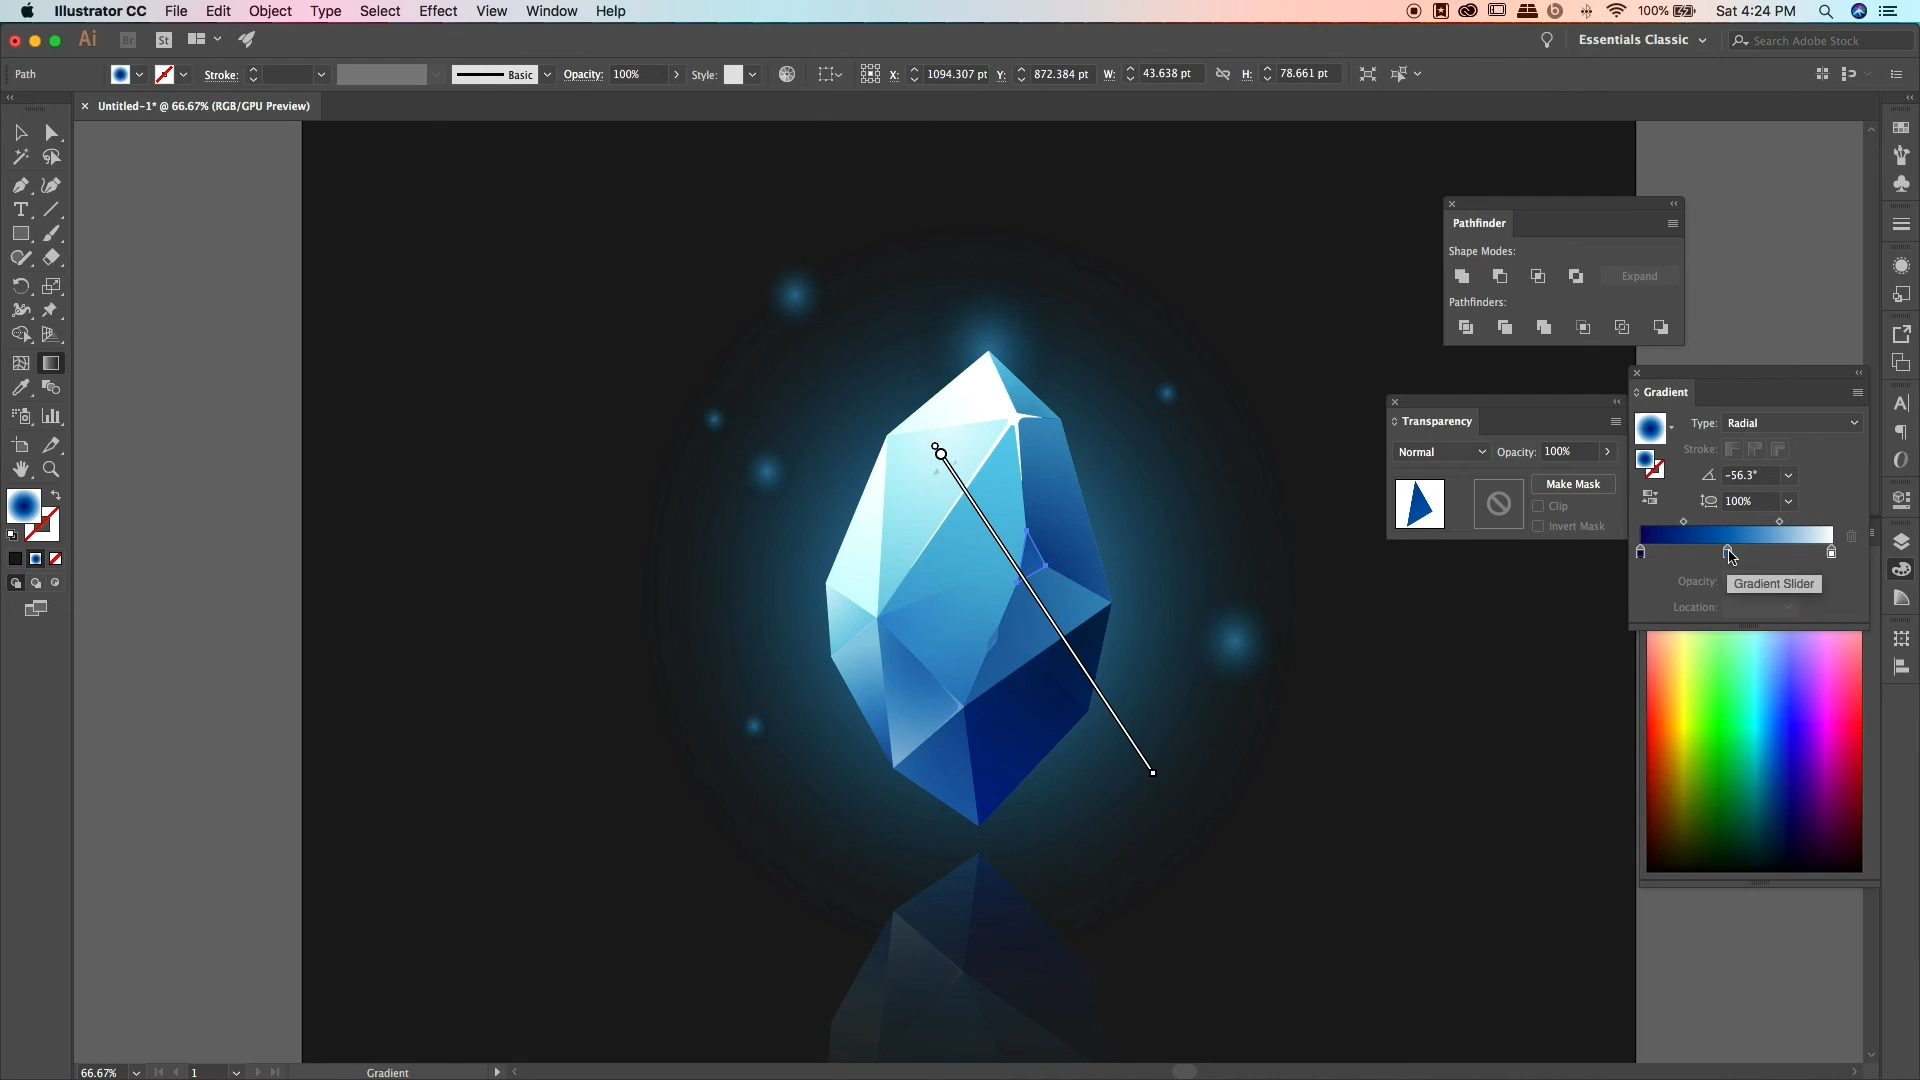 Illustrator CC File Edit Object Type Select Effect View Window Help 100% Sat 4:24 PM
Ai Br St Essentials Classic Search Adobe Stock
Path Stroke: Basic Opacity: 100% Style: X: 1094.307 pt Y: 872.384 pt W: 43.638 pt H: 78.661 pt
Untitled-1* @ 66.67% (RGB/GPU Preview)
Pathfinder
Shape Modes:
Expand
Pathfinders:
Gradient
Type: Radial
Stroke:
-56.3°
100%
Opacity:
Gradient Slider
Location:
Transparency
Normal Opacity: 100%
Make Mask
Clip
Invert Mask
66.67% 1 Gradient